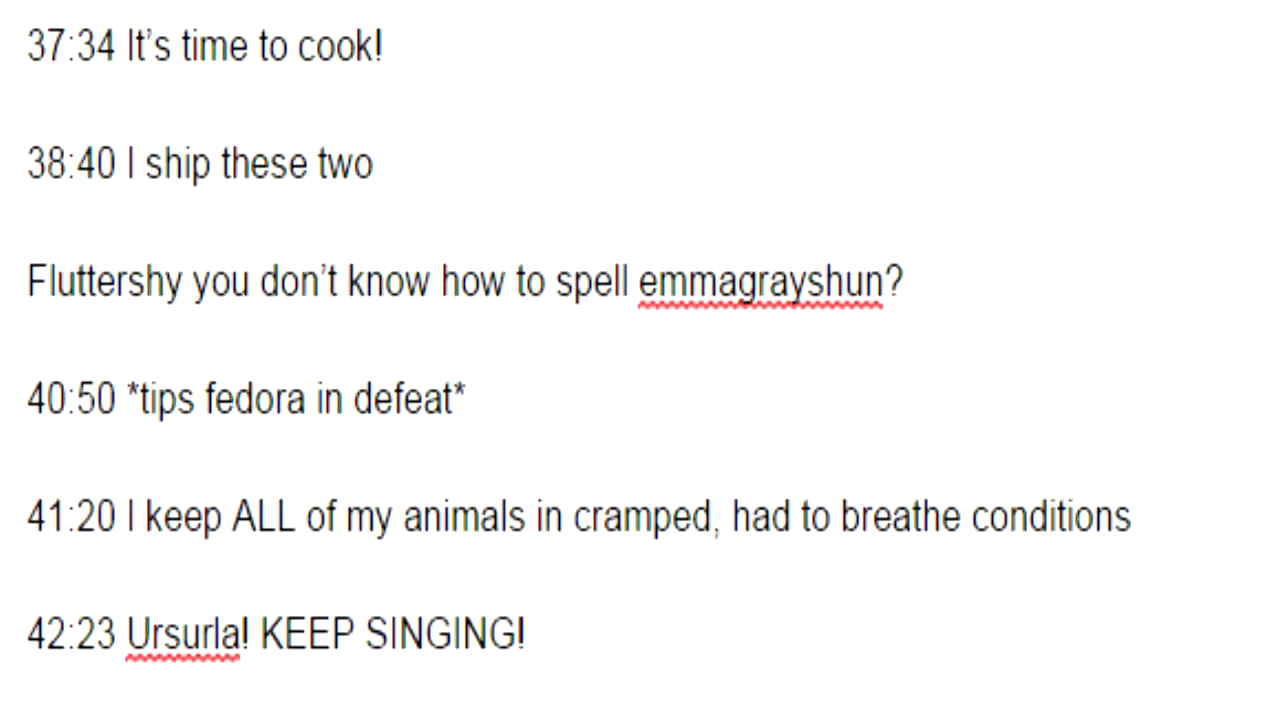 37:34 It’s time to cook!
38:40 I ship these two
Fluttershy you don’t know how to spell emmagrayshun?
40:50 *tips fedora in defeat*
41:20 I keep ALL of my animals in cramped, had to breathe conditions
42:23 Ursurla! KEEP SINGING!